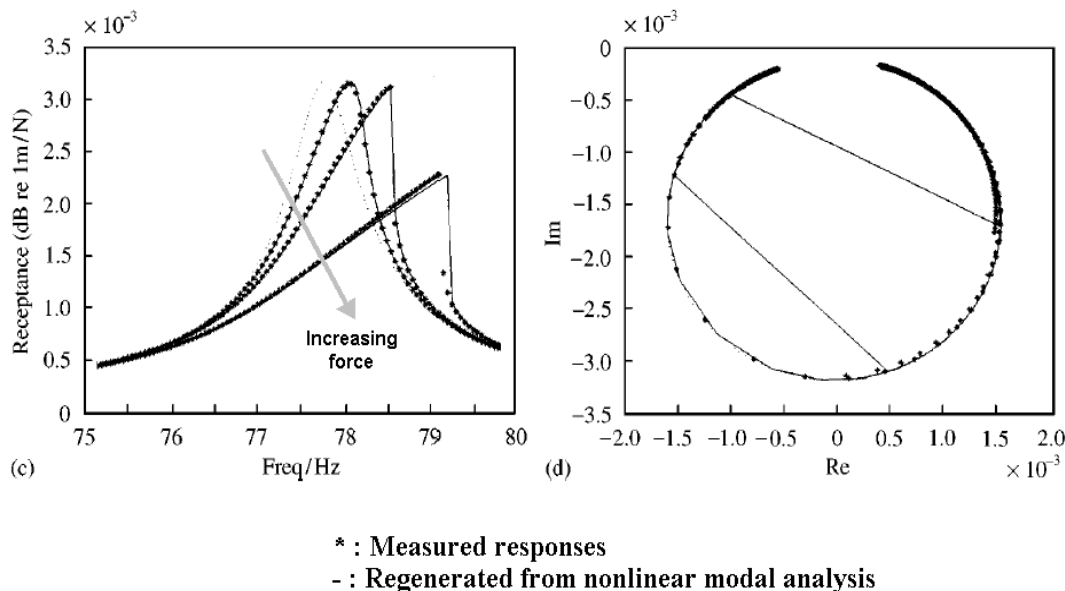 × 10⁻³
3.5
3.0
2.5
2.0
1.5
1.0
0.5
0
Receptance (dB re 1m/N)
Increasing
force
75 76 77 78 79 80
(c) Freq/Hz
× 10⁻³
0
−0.5
−1.0
−1.5
−2.0
−2.5
−3.0
−3.5
Im
−2.0 −1.5 −1.0 −0.5 0 0.5 1.0 1.5 2.0
(d) Re × 10⁻³
* : Measured responses
- : Regenerated from nonlinear modal analysis